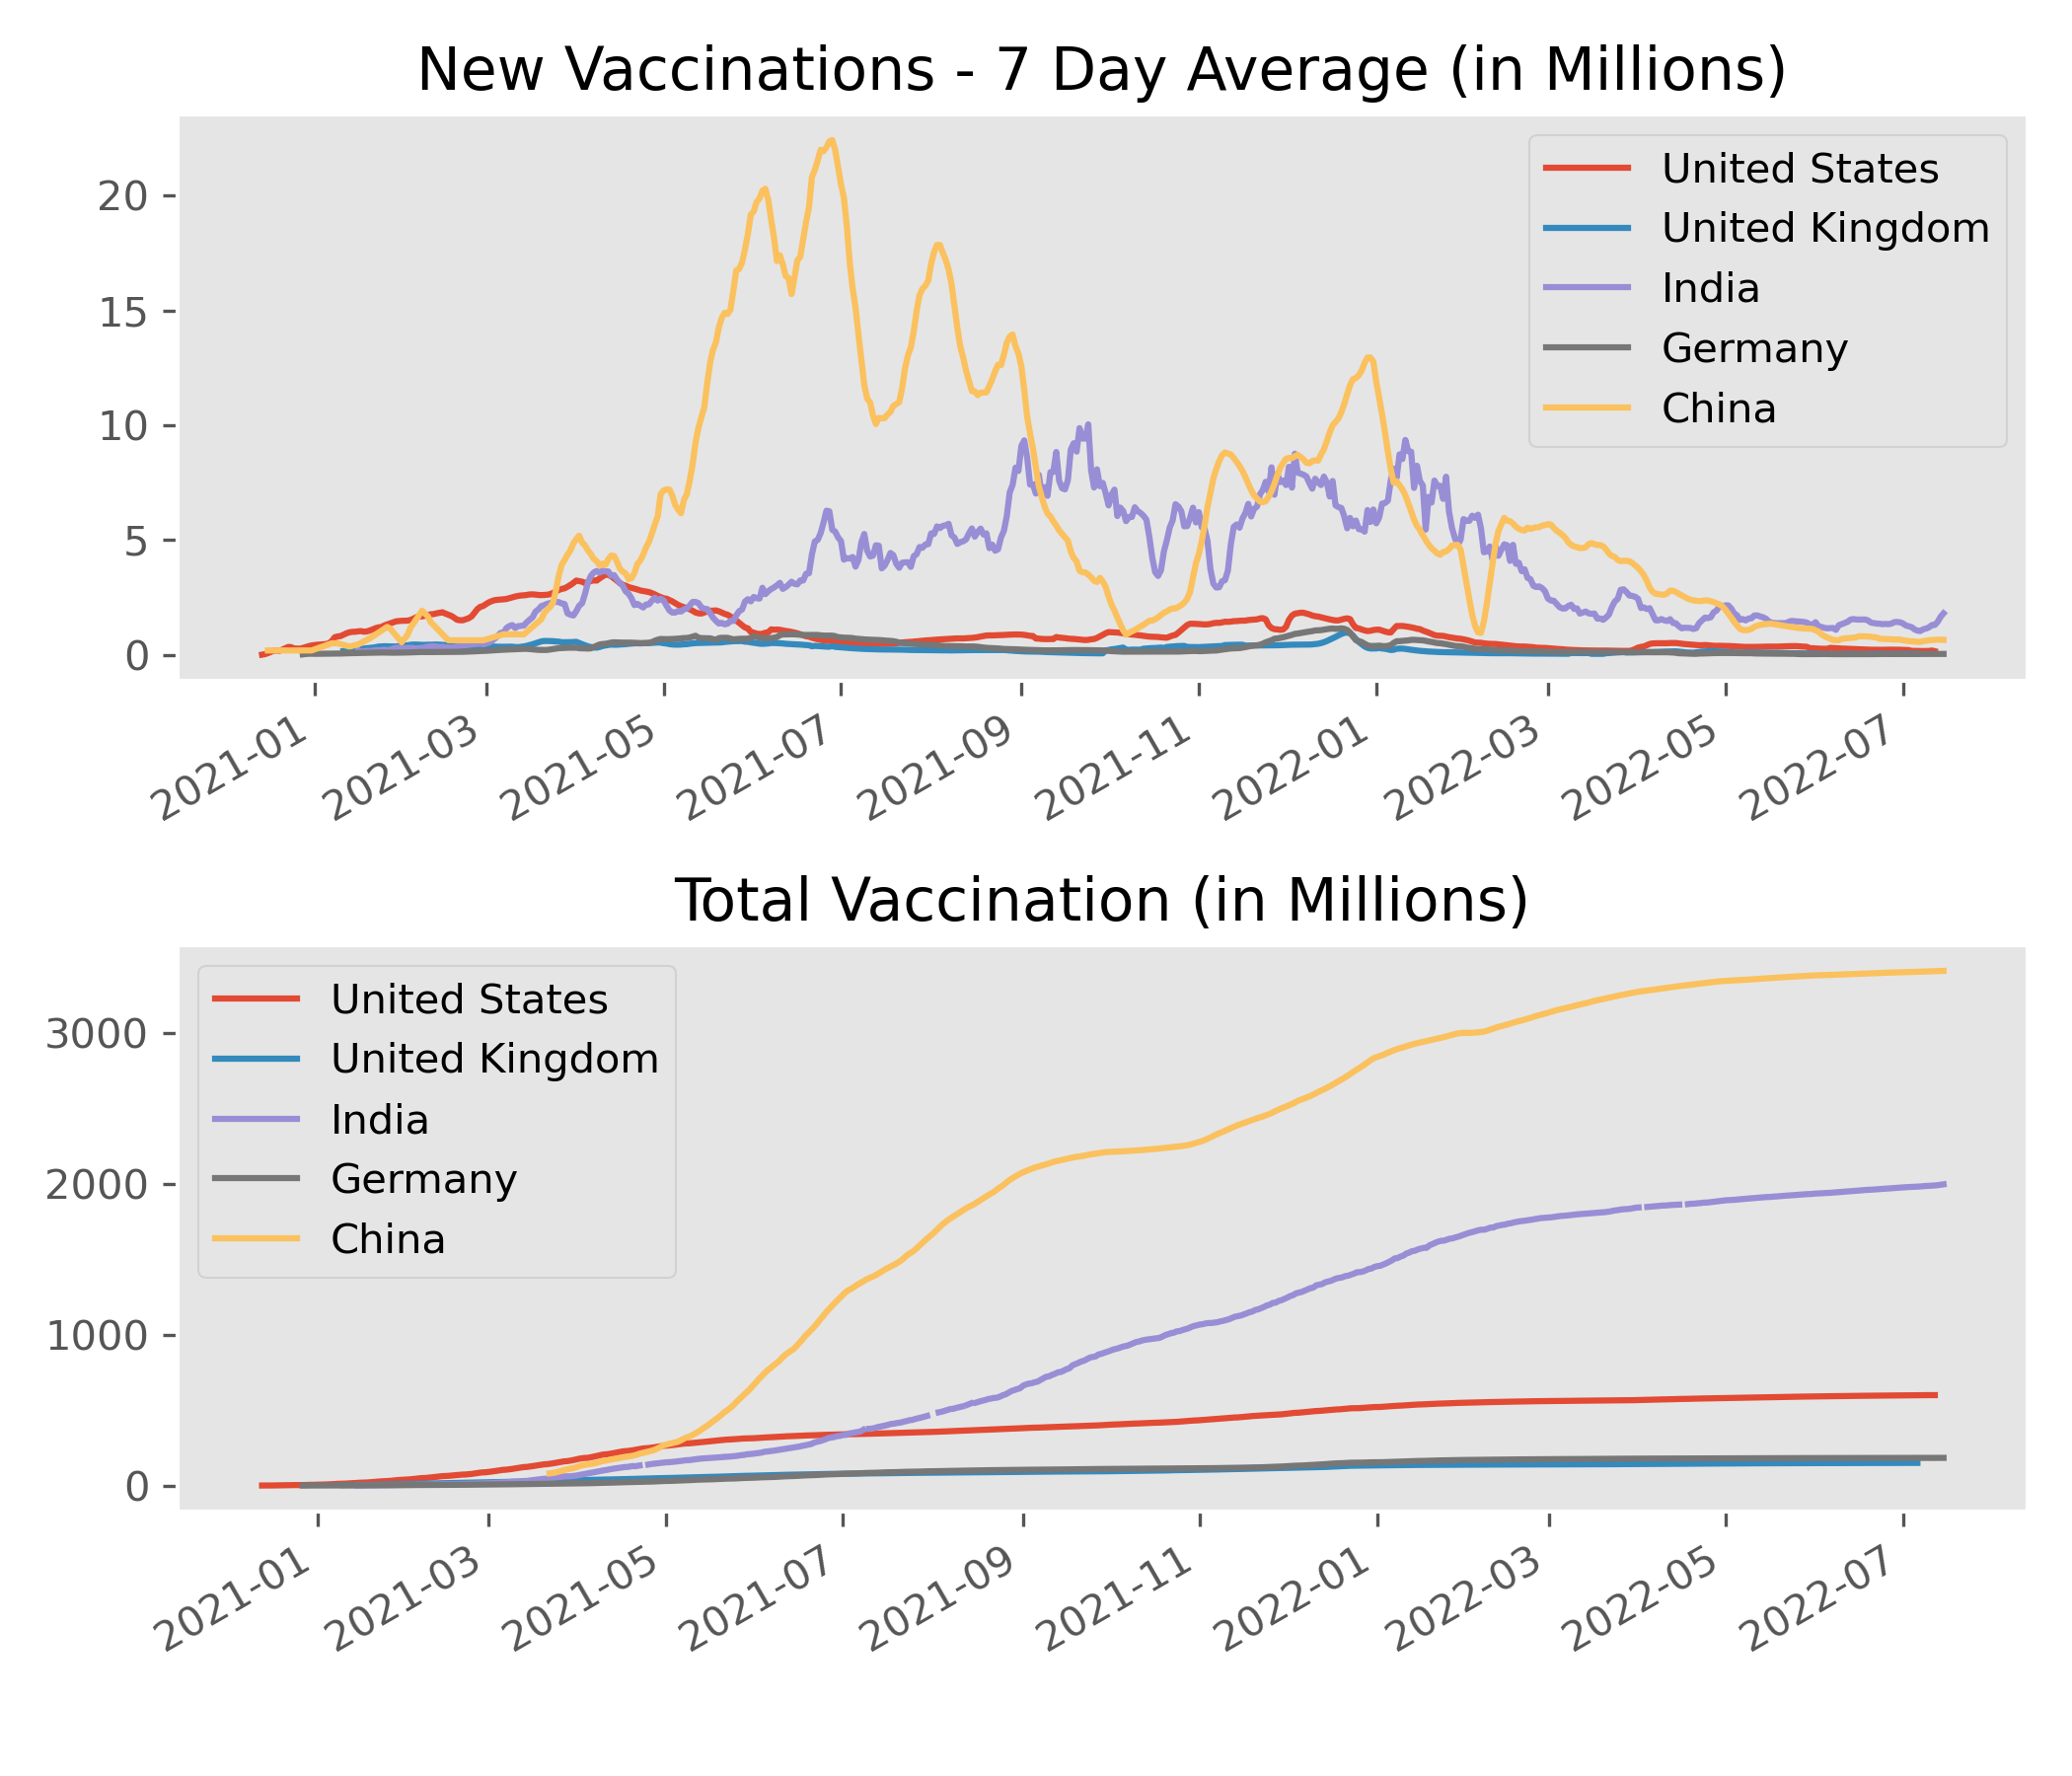 New Vaccinations - 7 Day Average (in Millions)
20
15
10
5
0
United States
United Kingdom
India
Germany
China
2021-01
2021-03
2021-05
2021-07
2021-09
2021-11
2022-01
2022-03
2022-05
2022-07
Total Vaccination (in Millions)
3000
2000
1000
0
United States
United Kingdom
India
Germany
China
2021-01
2021-03
2021-05
2021-07
2021-09
2021-11
2022-01
2022-03
2022-05
2022-07